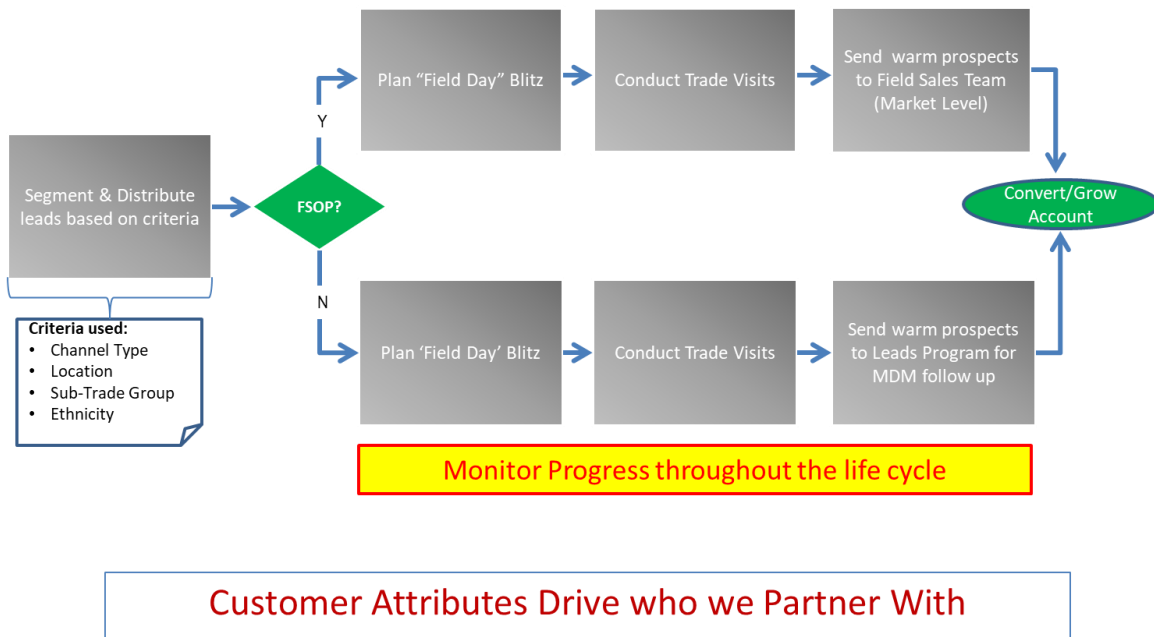 Plan “Field Day” Blitz
Conduct Trade Visits
Send warm prospects
to Field Sales Team
(Market Level)
Y
Segment & Distribute
leads based on criteria
FSOP?
Convert/Grow
Account
N
Criteria used:
• Channel Type
• Location
• Sub-Trade Group
• Ethnicity
Plan ‘Field Day’ Blitz
Conduct Trade Visits
Send warm prospects
to Leads Program for
MDM follow up
Monitor Progress throughout the life cycle
Customer Attributes Drive who we Partner With